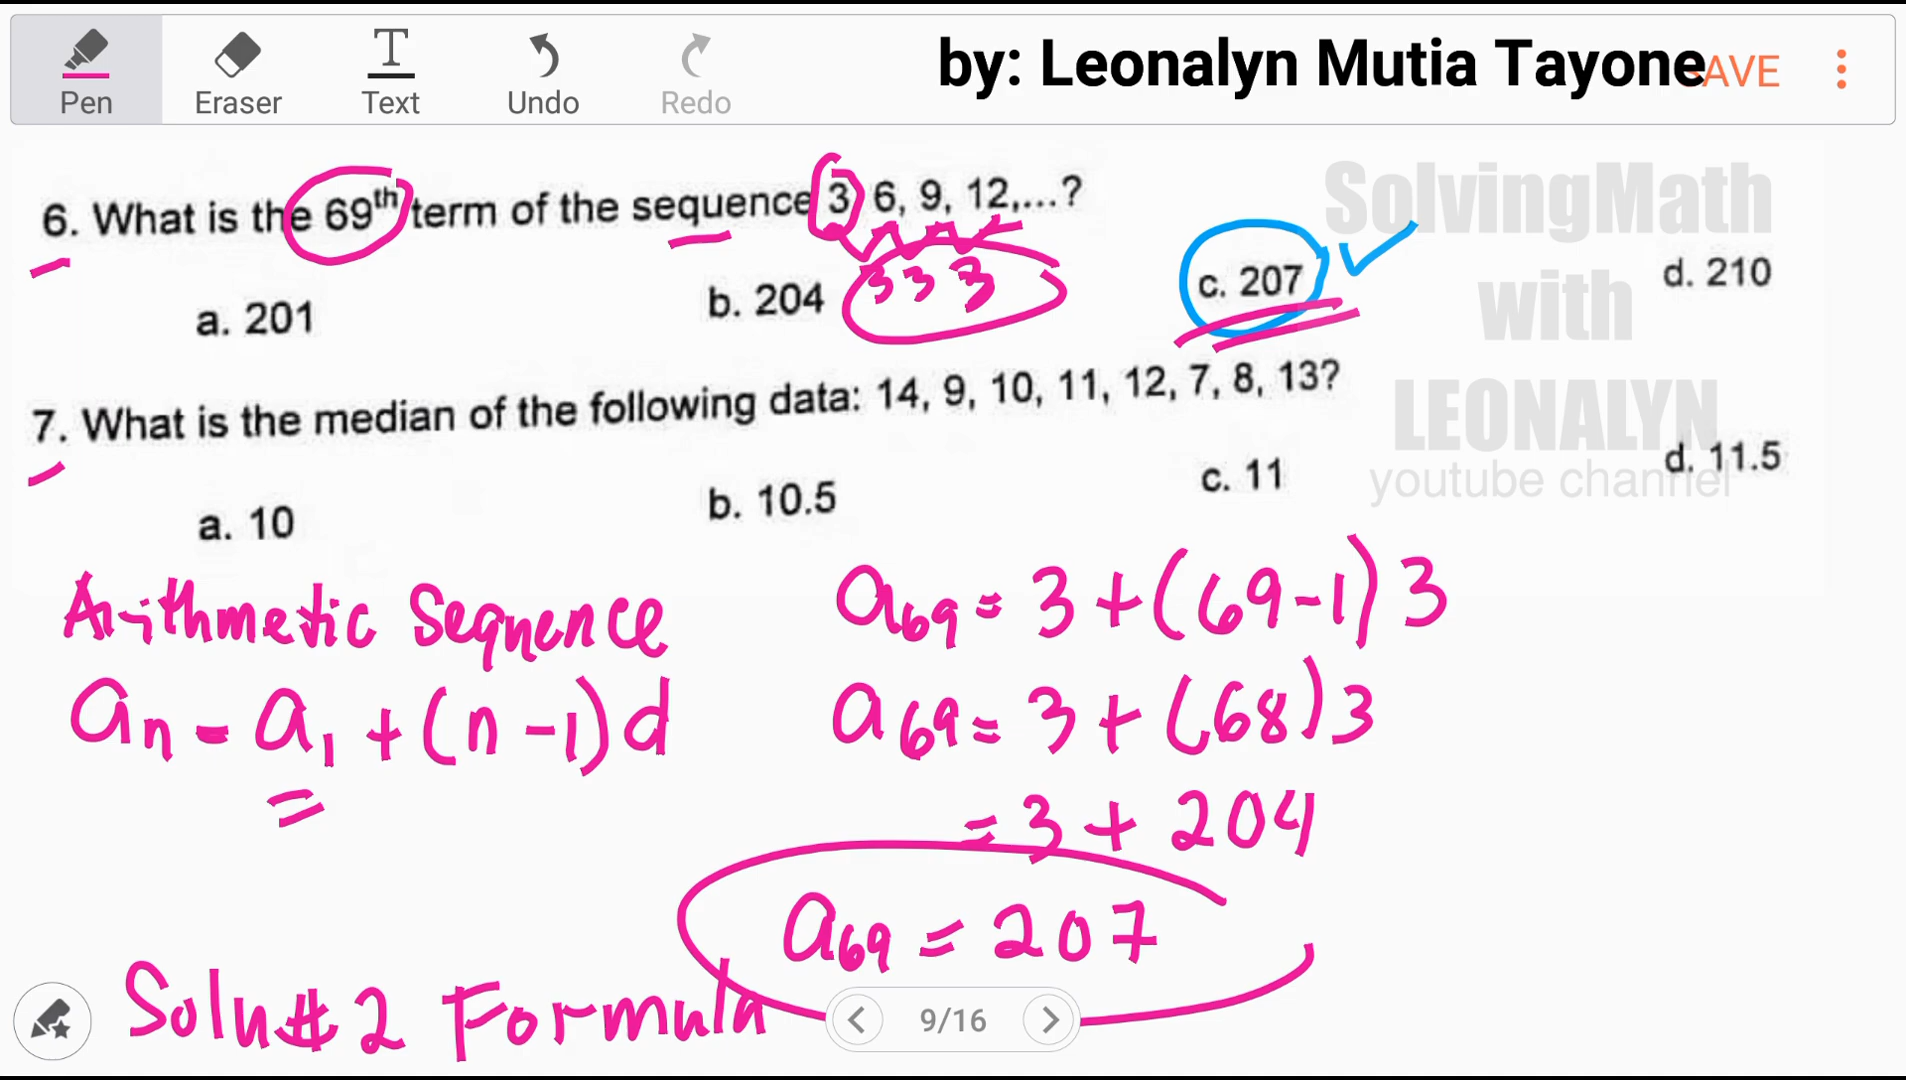 Pen Eraser Text Undo Redo by: Leonalyn Mutia Tayone AVE
SolvingMath
with
LEONALYN
youtube channel
6. What is the 69th term of the sequence 3, 6, 9, 12,...?
3 3 3
a. 201 b. 204 c. 207 d. 210
7. What is the median of the following data: 14, 9, 10, 11, 12, 7, 8, 13?
a. 10 b. 10.5 c. 11 d. 11.5
Arithmetic Sequence
an = a1 + (n-1)d
=
a69 = 3 + (69-1)3
a69 = 3 + (68)3
= 3 + 204
a69 = 207
Soln #2 Formula
9/16